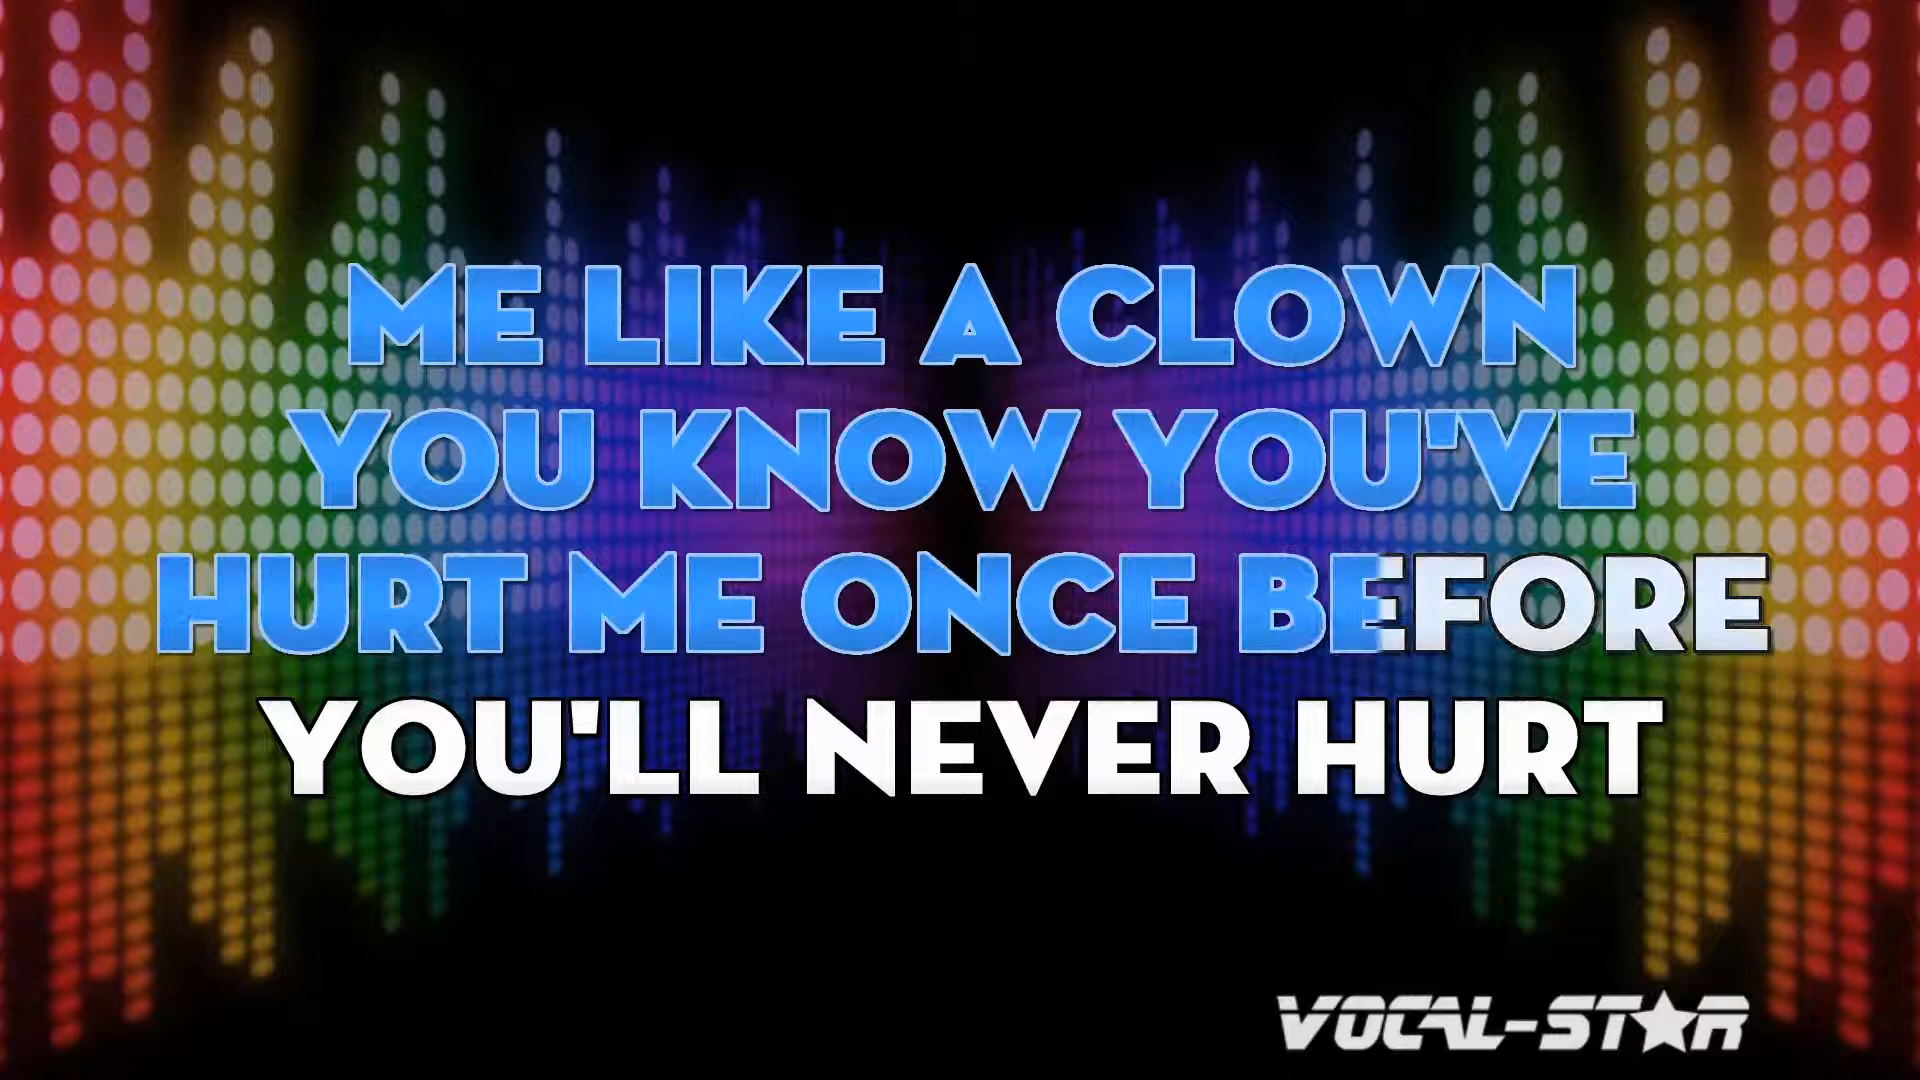 ME LIKE A CLOWN
YOU KNOW YOU'VE
HURT ME ONCE BEFORE
YOU'LL NEVER HURT
VOCAL-STAR